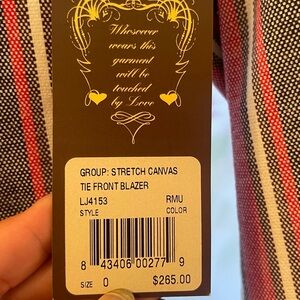 Whosoever
wears this
garment
will be
touched
by Love
GROUP: STRETCH CANVAS
TIE FRONT BLAZER
LJ4153 RMU
STYLE COLOR
8 43406 00277 9
SIZE 0 $265.00